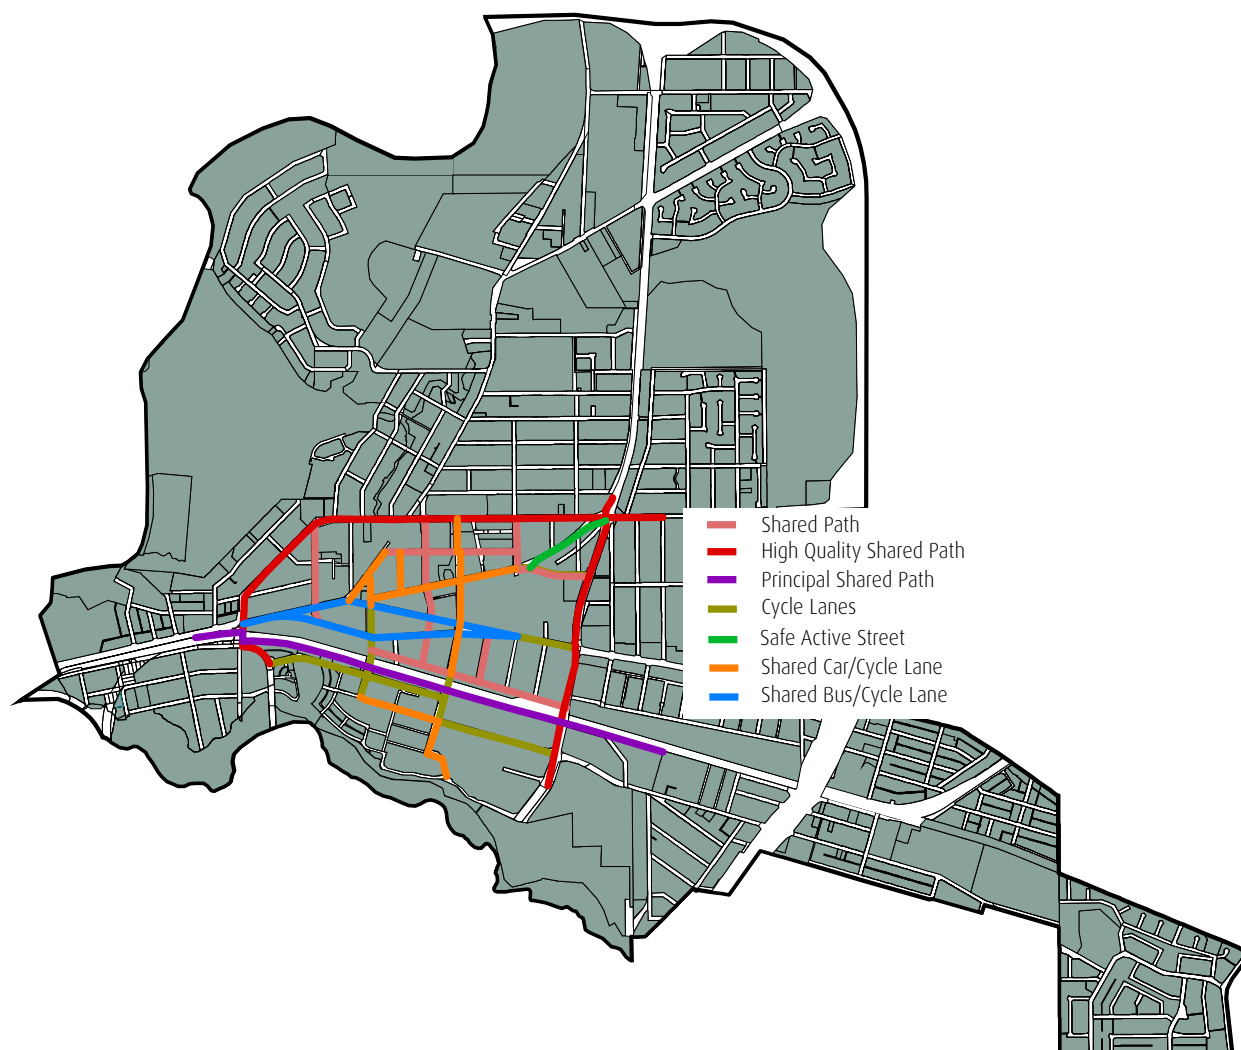 Shared Path
High Quality Shared Path
Principal Shared Path
Cycle Lanes
Safe Active Street
Shared Car/Cycle Lane
Shared Bus/Cycle Lane